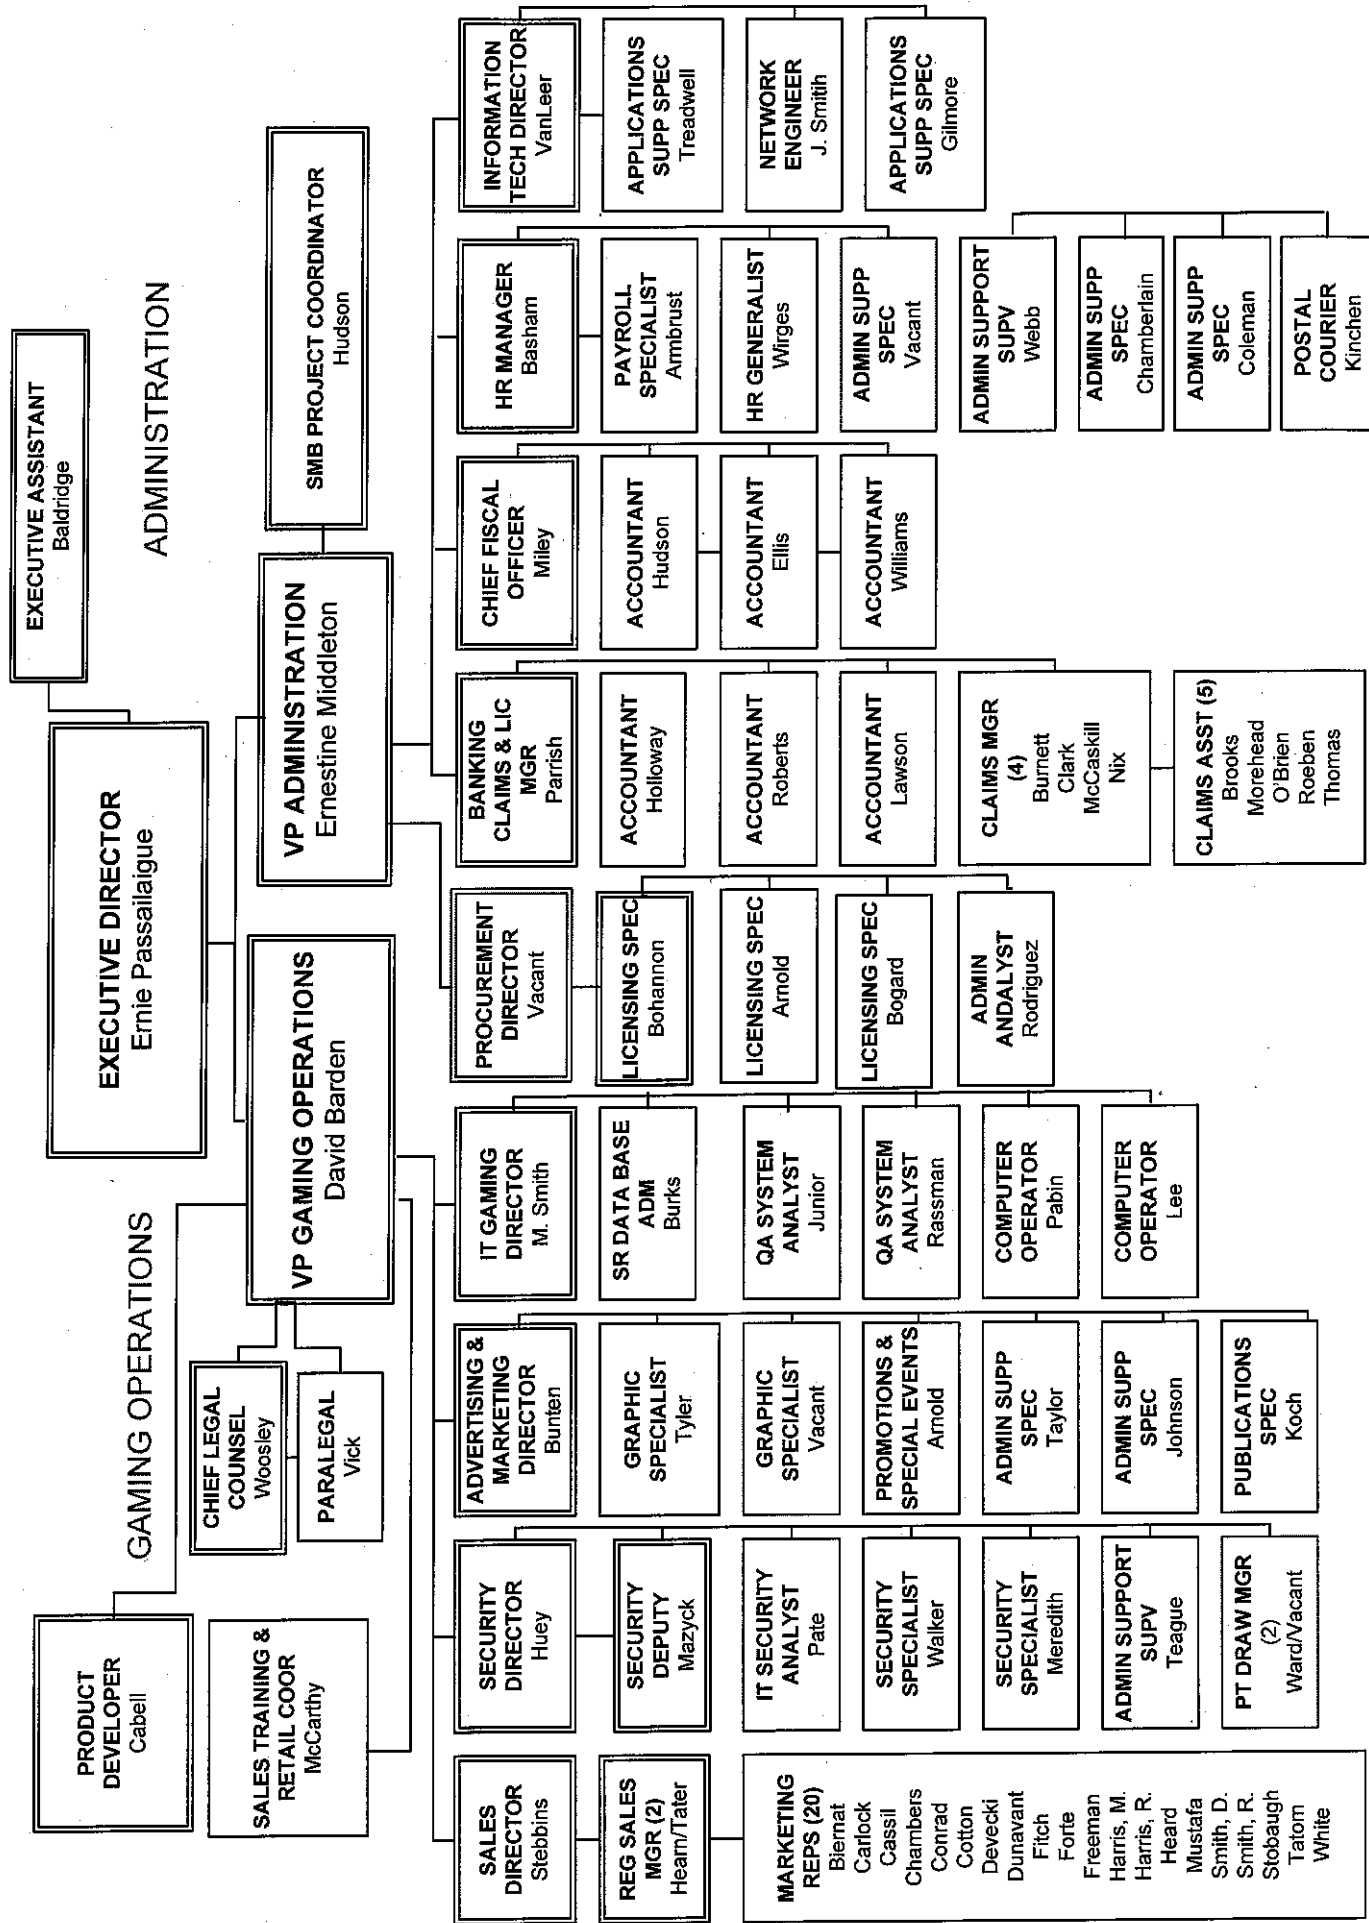 EXECUTIVE DIRECTOR
Ernie Passailaigue
EXECUTIVE ASSISTANT
Baldridge
GAMING OPERATIONS
ADMINISTRATION
PRODUCT
DEVELOPER
Cabell
SALES TRAINING &
RETAIL COOR
McCarthy
CHIEF LEGAL
COUNSEL
Woosley
PARALEGAL
Vick
VP GAMING OPERATIONS
David Barden
VP ADMINISTRATION
Ernestine Middleton
SMB PROJECT COORDINATOR
Hudson
SALES
DIRECTOR
Stebbins
REG SALES
MGR (2)
Hearn/Tater
MARKETING
REPS (20)
Biernat
Carlock
Cassil
Chambers
Conrad
Cotton
Devecki
Dunavant
Fitch
Forte
Freeman
Harris, M.
Harris, R.
Heard
Mustafa
Smith, D.
Smith, R.
Stobaugh
Tatom
White
SECURITY
DIRECTOR
Huey
SECURITY
DEPUTY
Mazyck
IT SECURITY
ANALYST
Pate
SECURITY
SPECIALIST
Walker
SECURITY
SPECIALIST
Meredith
ADMIN SUPPORT
SUPV
Teague
PT DRAW MGR
(2)
Ward/Vacant
ADVERTISING &
MARKETING
DIRECTOR
Bunten
GRAPHIC
SPECIALIST
Tyler
GRAPHIC
SPECIALIST
Vacant
PROMOTIONS &
SPECIAL EVENTS
Arnold
ADMIN SUPP
SPEC
Taylor
ADMIN SUPP
SPEC
Johnson
PUBLICATIONS
SPEC
Koch
IT GAMING
DIRECTOR
M. Smith
SR DATA BASE
ADM
Burks
QA SYSTEM
ANALYST
Junior
QA SYSTEM
ANALYST
Rassman
COMPUTER
OPERATOR
Pabin
COMPUTER
OPERATOR
Lee
PROCUREMENT
DIRECTOR
Vacant
LICENSING SPEC
Bohannon
LICENSING SPEC
Arnold
LICENSING SPEC
Bogard
ADMIN
ANDALYST
Rodriguez
BANKING
CLAIMS & LIC
MGR
Parrish
ACCOUNTANT
Holloway
ACCOUNTANT
Roberts
ACCOUNTANT
Lawson
CLAIMS MGR
(4)
Burnett
Clark
McCaskill
Nix
CLAIMS ASST (5)
Brooks
Morehead
O'Brien
Roeben
Thomas
CHIEF FISCAL
OFFICER
Miley
ACCOUNTANT
Hudson
ACCOUNTANT
Ellis
ACCOUNTANT
Williams
HR MANAGER
Basham
PAYROLL
SPECIALIST
Armbrust
HR GENERALIST
Wirges
ADMIN SUPP
SPEC
Vacant
ADMIN SUPPORT
SUPV
Webb
ADMIN SUPP
SPEC
Chamberlain
ADMIN SUPP
SPEC
Coleman
POSTAL
COURIER
Kinchen
INFORMATION
TECH DIRECTOR
VanLeer
APPLICATIONS
SUPP SPEC
Treadwell
NETWORK
ENGINEER
J. Smitih
APPLICATIONS
SUPP SPEC
Gilmore